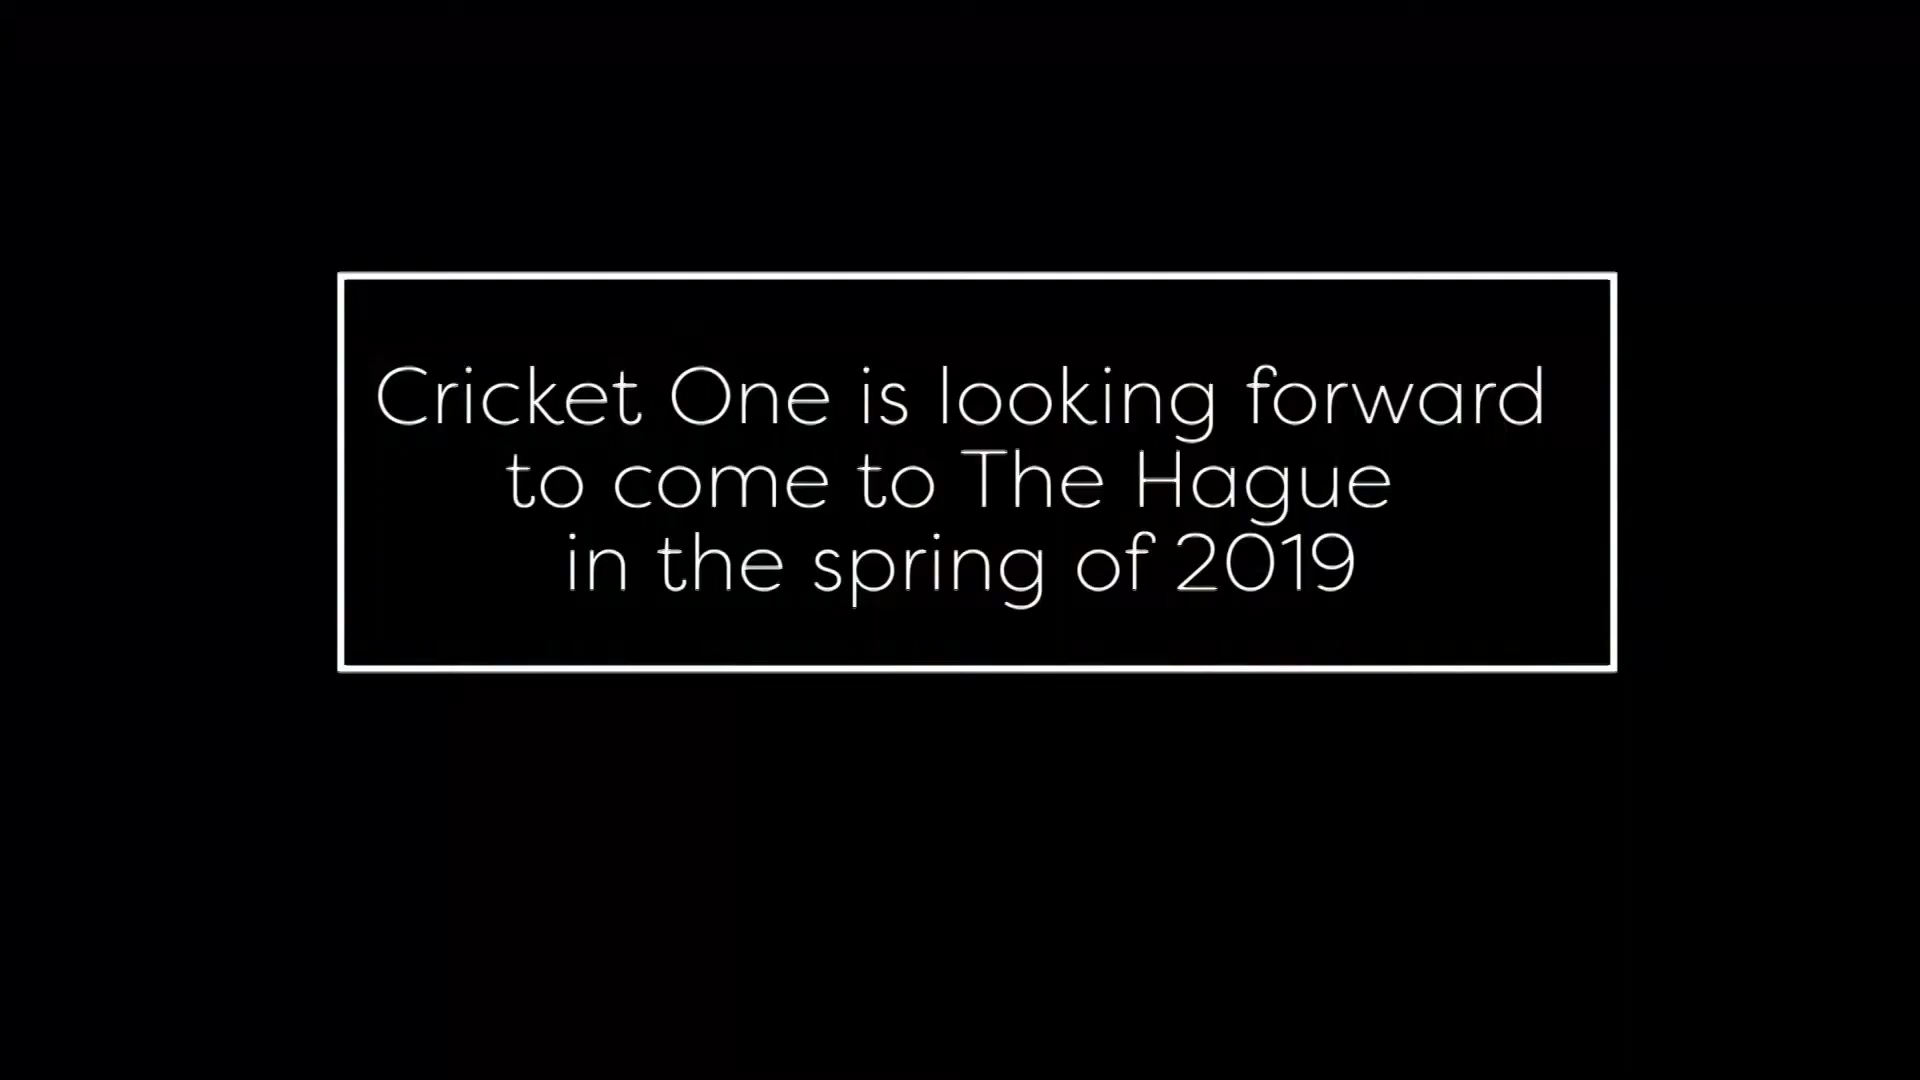 Cricket One is looking forward
to come to The Hague
in the spring of 2019